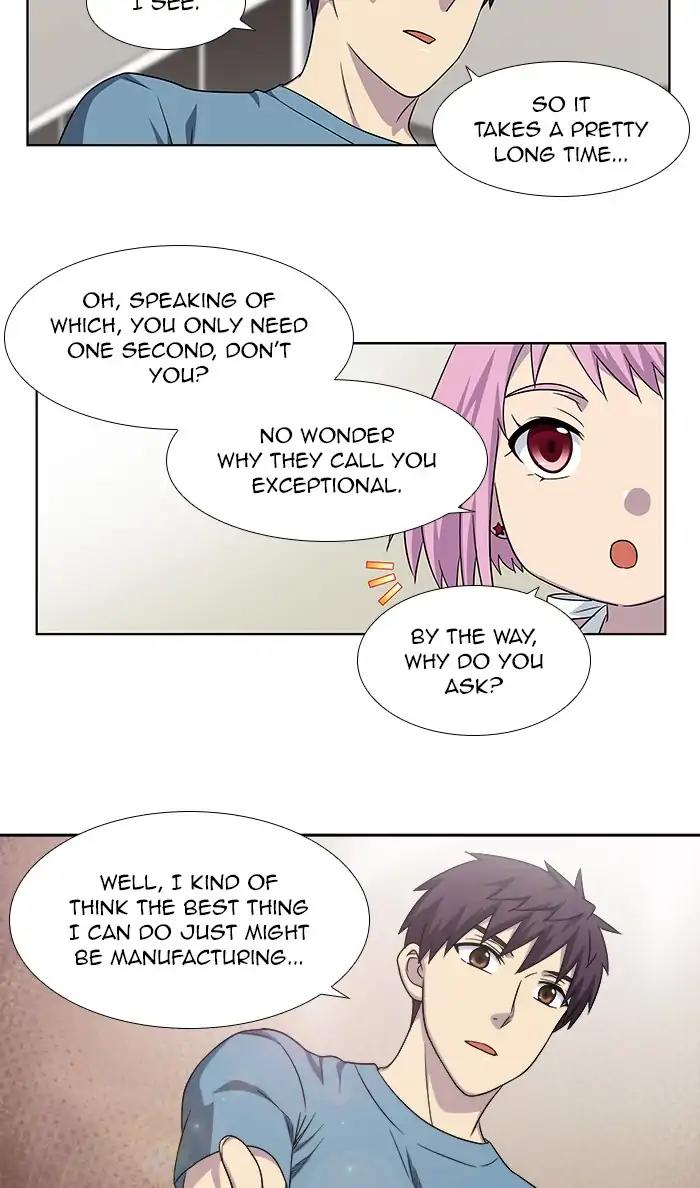 I SEE.
SO IT
TAKES A PRETTY
LONG TIME...
OH, SPEAKING OF
WHICH, YOU ONLY NEED
ONE SECOND, DON'T
YOU?
NO WONDER
WHY THEY CALL YOU
EXCEPTIONAL.
BY THE WAY,
WHY DO YOU
ASK?
WELL, I KIND OF
THINK THE BEST THING
I CAN DO JUST MIGHT
BE MANUFACTURING...